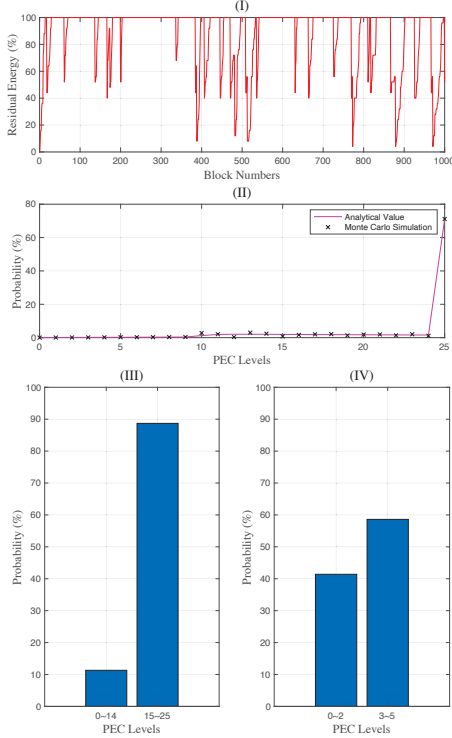 (I)
100
80
60
40
20
0
Residual Energy (%)
0 100 200 300 400 500 600 700 800 900 1000
Block Numbers
(II)
80
60
40
20
0
Probability (%)
Analytical Value
Monte Carlo Simulation
0 5 10 15 20 25
PEC Levels
(III)
100
90
80
70
60
50
40
30
20
10
0
Probability (%)
0~14 15~25
PEC Levels
(IV)
100
90
80
70
60
50
40
30
20
10
0
Probability (%)
0~2 3~5
PEC Levels